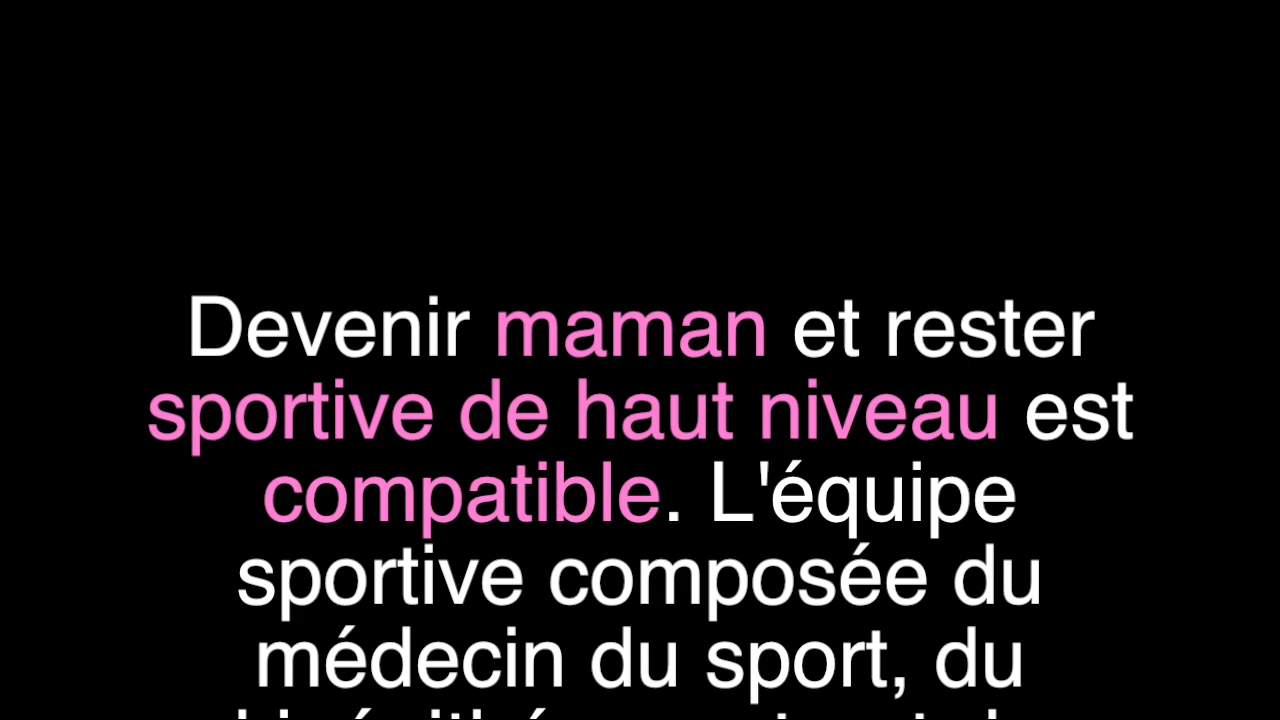 Devenir maman et rester
sportive de haut niveau est
compatible. L'équipe
sportive composée du
médecin du sport, du